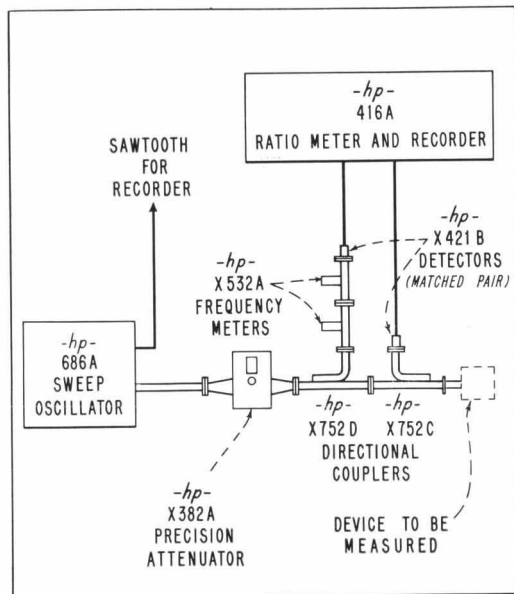 -hp-
416A
RATIO METER AND RECORDER
SAWTOOTH
FOR
RECORDER
-hp-
X421B
DETECTORS
(MATCHED PAIR)
-hp-
X532A
FREQUENCY
METERS
-hp-
686A
SWEEP
OSCILLATOR
-hp-
X752D
-hp-
X752C
DIRECTIONAL
COUPLERS
-hp-
X382A
PRECISION
ATTENUATOR
DEVICE TO BE
MEASURED